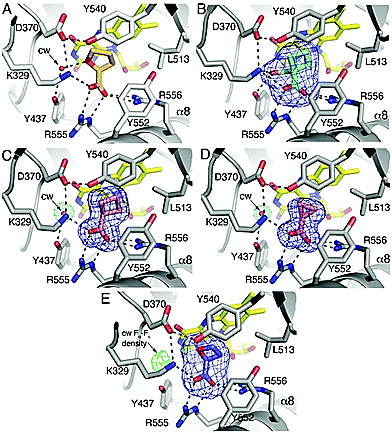 A
Y540
D370
cw
L513
K329
Y437
R556
R555
Y552
α8
B
Y540
D370
L513
K329
Y437
R556
R555
Y552
α8
C
Y540
D370
cw
L513
K329
Y437
R556
R555
Y552
D
Y540
D370
cw
L513
K329
Y437
R556
R555
Y552
α8
E
D370
Y540
cw Fo-Fc
density
L513
K329
Y437
R556
R555
Y552
α8